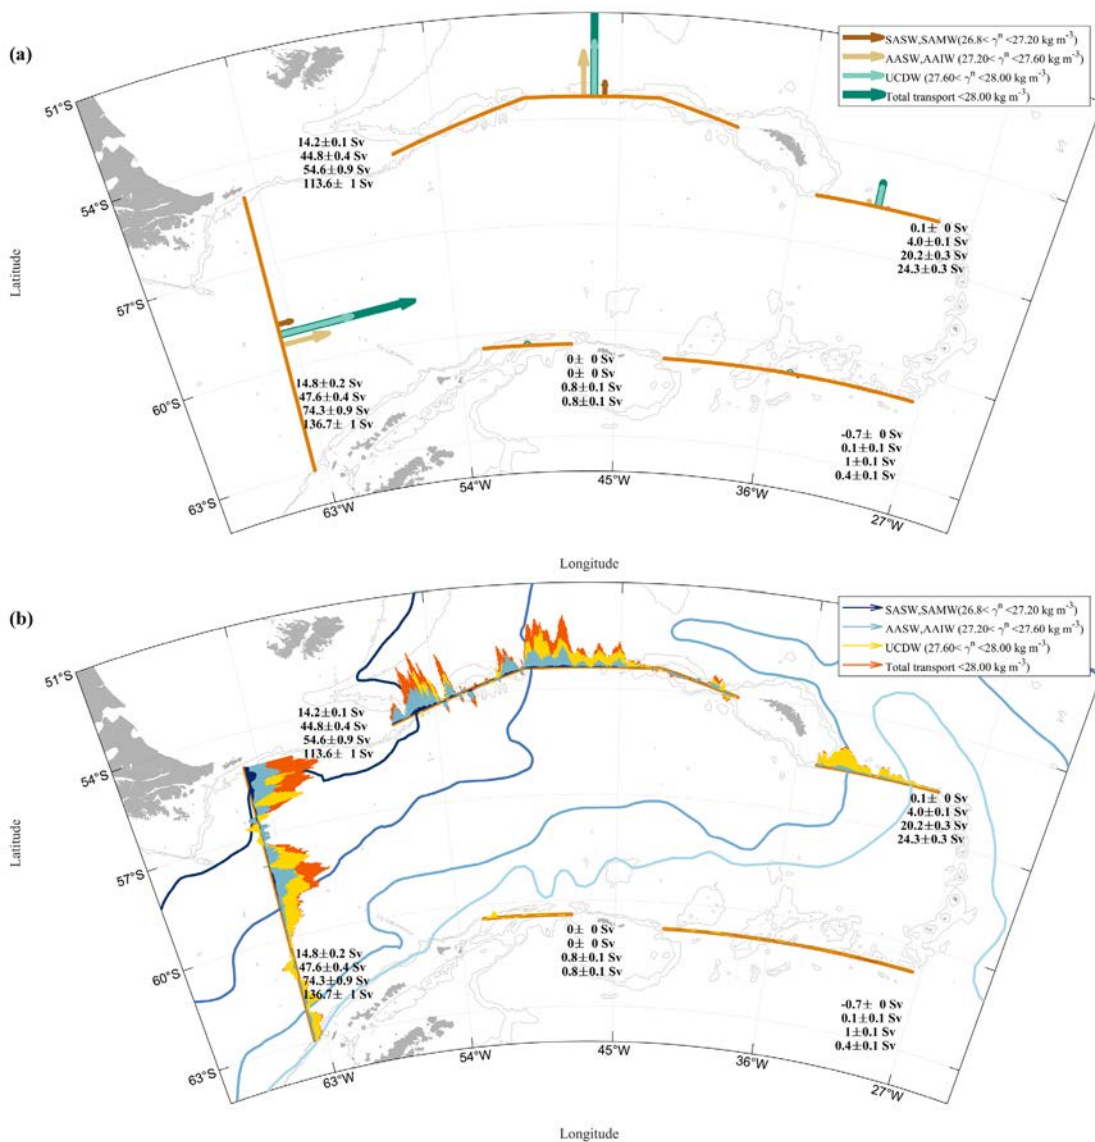 (a)
SASW,SAMW(26.8< γⁿ <27.20 kg m⁻³)
AASW,AAIW (27.20< γⁿ <27.60 kg m⁻³)
UCDW (27.60< γⁿ <28.00 kg m⁻³)
Total transport <28.00 kg m⁻³)
51°S
54°S
57°S
60°S
63°S
Latitude
14.2±0.1 Sv
44.8±0.4 Sv
54.6±0.9 Sv
113.6± 1 Sv
0.1± 0 Sv
4.0±0.1 Sv
20.2±0.3 Sv
24.3±0.3 Sv
14.8±0.2 Sv
47.6±0.4 Sv
74.3±0.9 Sv
136.7± 1 Sv
0± 0 Sv
0± 0 Sv
0.8±0.1 Sv
0.8±0.1 Sv
-0.7± 0 Sv
0.1±0.1 Sv
1±0.1 Sv
0.4±0.1 Sv
63°W
54°W
45°W
36°W
27°W
Longitude
(b)
SASW,SAMW(26.8< γⁿ <27.20 kg m⁻³)
AASW,AAIW (27.20< γⁿ <27.60 kg m⁻³)
UCDW (27.60< γⁿ <28.00 kg m⁻³)
Total transport <28.00 kg m⁻³)
51°S
54°S
57°S
60°S
63°S
Latitude
14.2±0.1 Sv
44.8±0.4 Sv
54.6±0.9 Sv
113.6± 1 Sv
0.1± 0 Sv
4.0±0.1 Sv
20.2±0.3 Sv
24.3±0.3 Sv
14.8±0.2 Sv
47.6±0.4 Sv
74.3±0.9 Sv
136.7± 1 Sv
0± 0 Sv
0± 0 Sv
0.8±0.1 Sv
0.8±0.1 Sv
-0.7± 0 Sv
0.1±0.1 Sv
1±0.1 Sv
0.4±0.1 Sv
63°W
54°W
45°W
36°W
27°W
Longitude